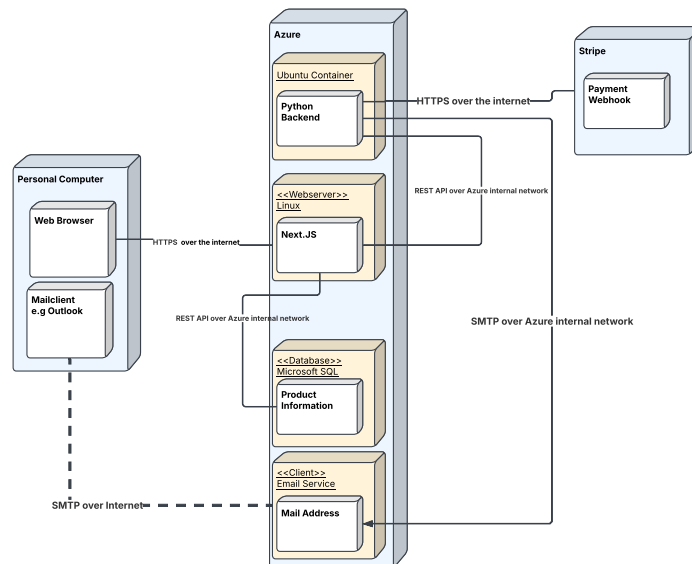 Azure
Ubuntu Container
Python
Backend
HTTPS over the internet
Stripe
Payment
Webhook
Personal Computer
Web Browser
Mailclient
e.g Outlook
HTTPS over the internet
<<Webserver>>
Linux
Next.JS
REST API over Azure internal network
REST API over Azure internal network
SMTP over Azure internal network
<<Database>>
Microsoft SQL
Product
Information
<<Client>>
Email Service
Mail Address
SMTP over Internet